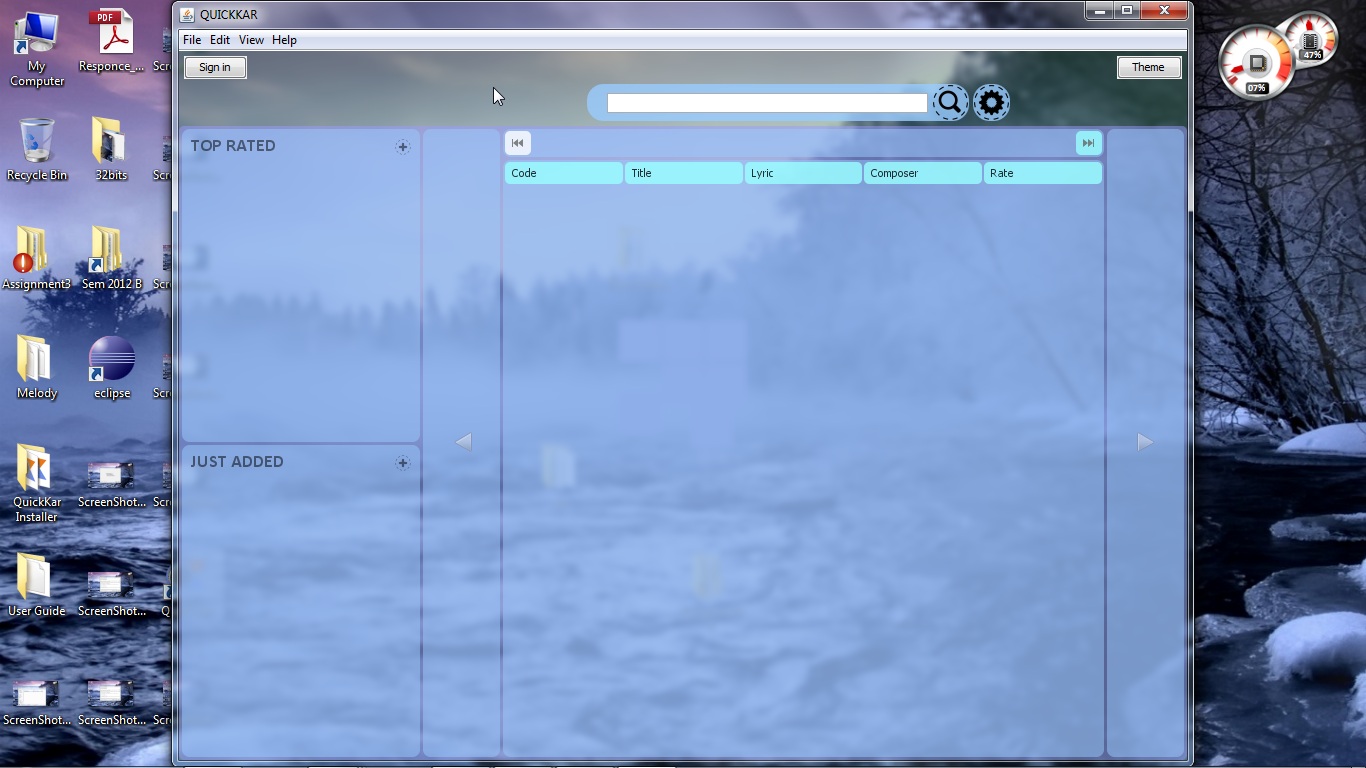 QUICKKAR
File Edit View Help
Sign in
Theme
TOP RATED
Code Title Lyric Composer Rate
JUST ADDED
My
Computer
PDF
Responce_...
Recycle Bin
32bits
Assignment3
Sem 2012 B
Melody
eclipse
QuickKar
Installer
ScreenShot...
User Guide
ScreenShot...
ScreenShot...
ScreenShot...
47%
07%